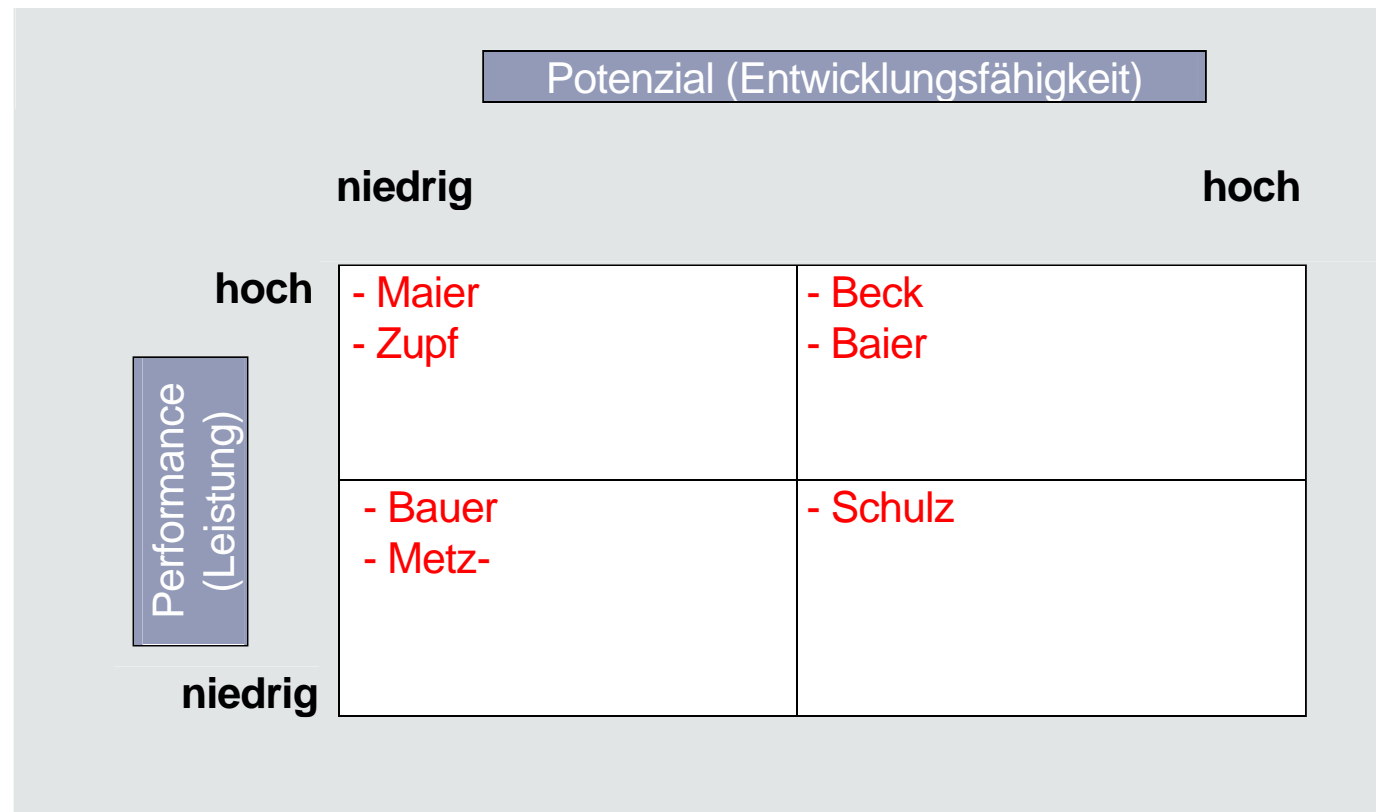 Potenzial (Entwicklungsfähigkeit)
niedrig hoch
hoch
- Maier
- Zupf
- Beck
- Baier
Performance
(Leistung)
- Bauer
- Metz-
- Schulz
niedrig